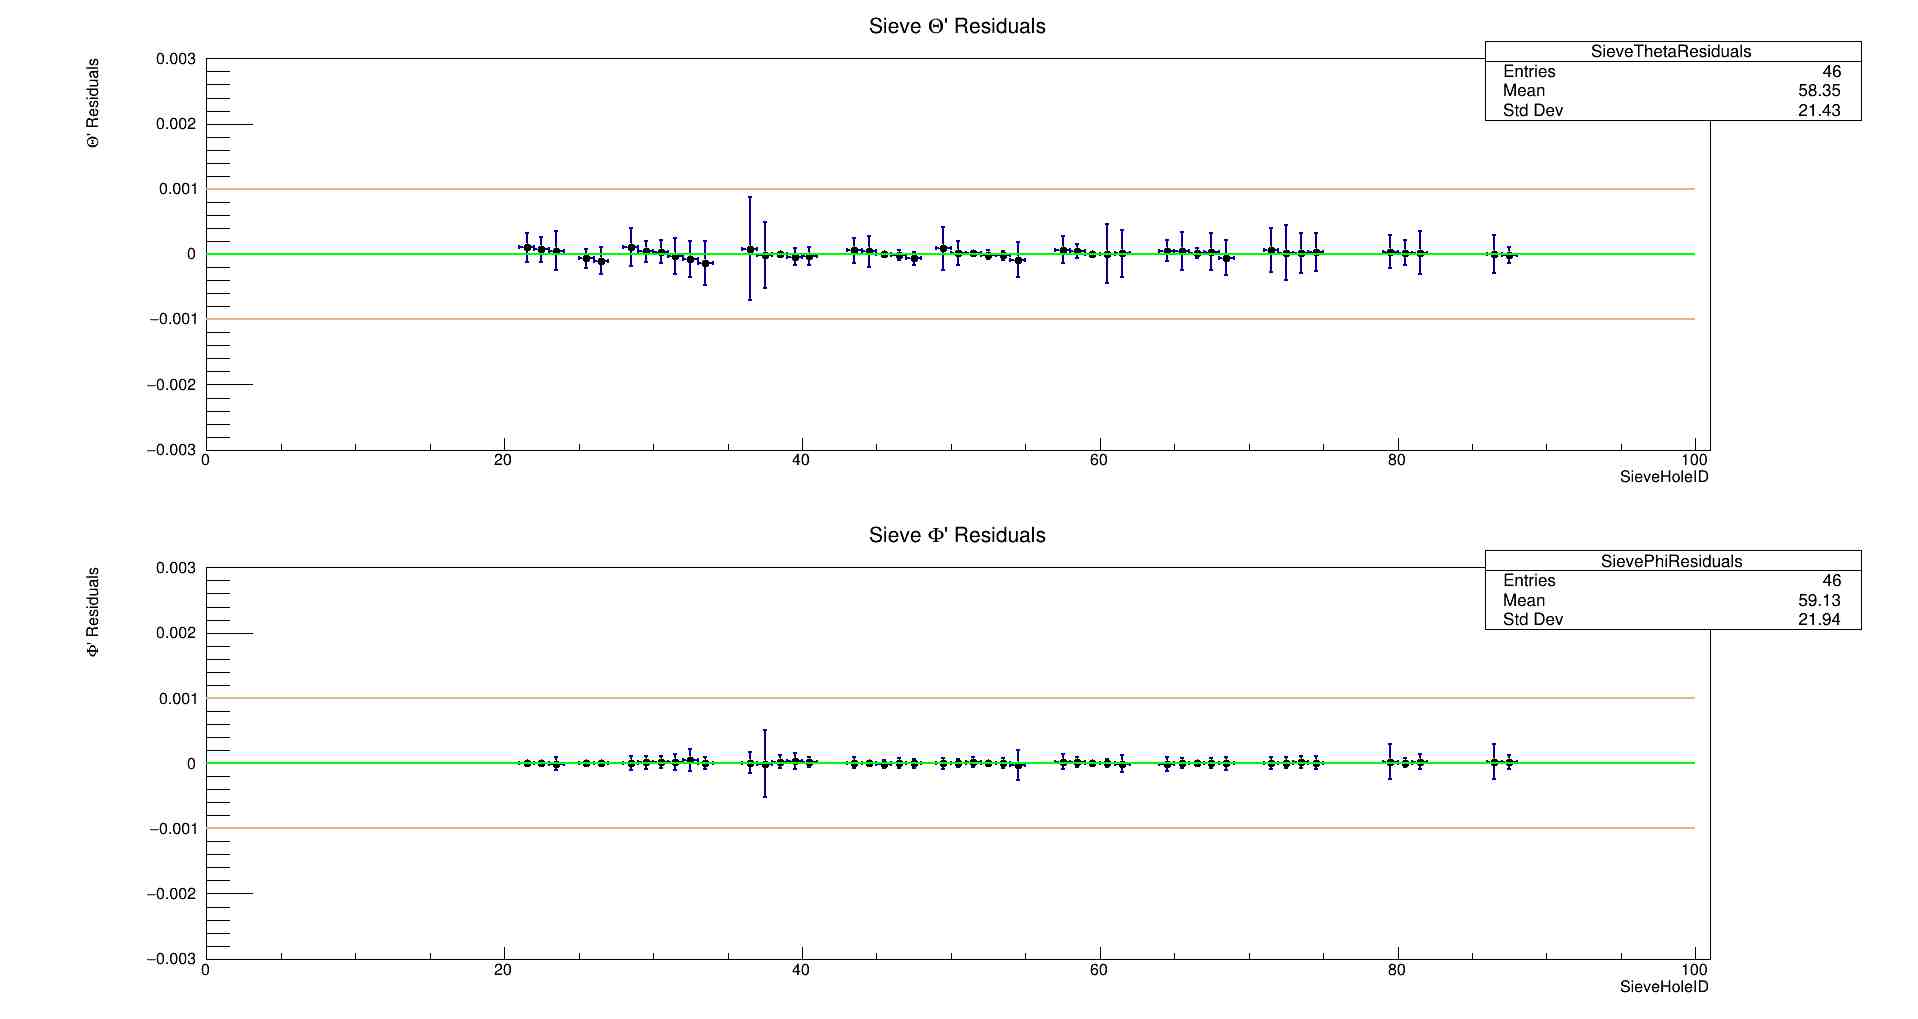 Sieve Θ' Residuals
Θ' Residuals
SieveThetaResiduals
Entries 46
Mean 58.35
Std Dev 21.43
0.003
0.002
0.001
0
−0.001
−0.002
−0.003
0 20 40 60 80 100
SieveHoleID
Sieve Φ' Residuals
Φ' Residuals
SievePhiResiduals
Entries 46
Mean 59.13
Std Dev 21.94
0.003
0.002
0.001
0
−0.001
−0.002
−0.003
0 20 40 60 80 100
SieveHoleID